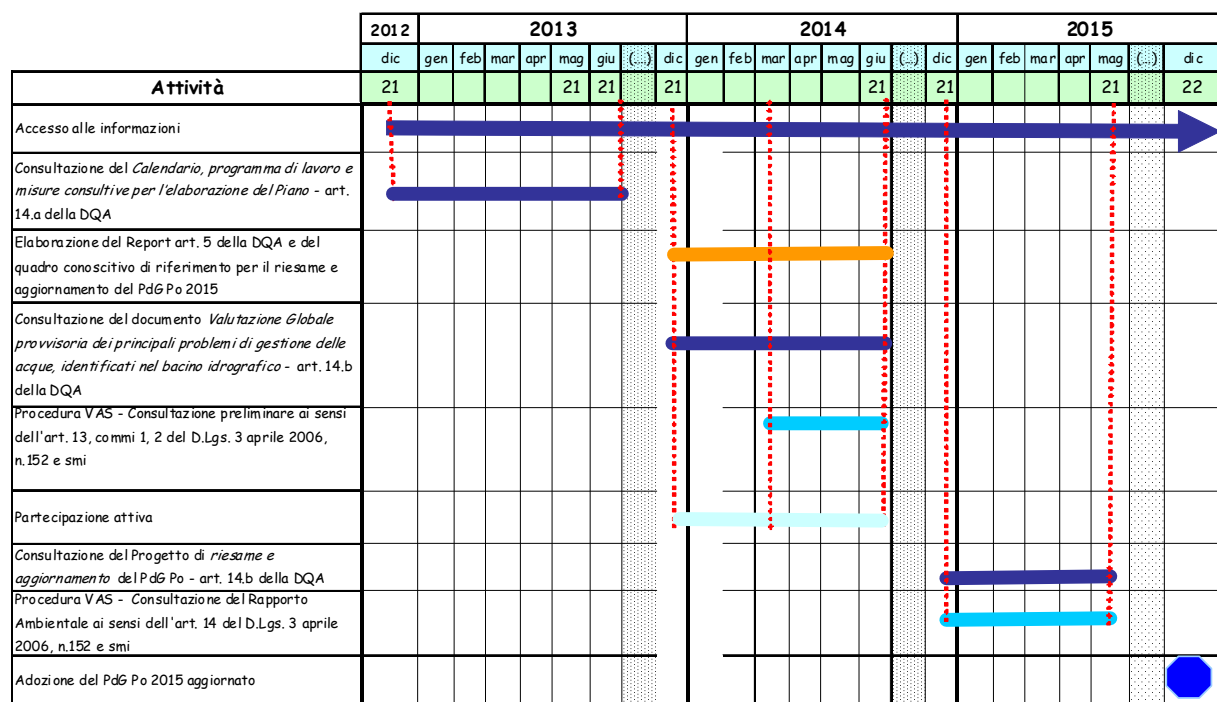 2012 2013 2014 2015
dic gen feb mar apr mag giu (...) dic gen feb mar apr mag giu (...) dic gen feb mar apr mag (...) dic
Attività 21 21 21 21 21 21 21 22
Accesso alle informazioni
Consultazione del Calendario, programma di lavoro e
misure consultive per l'elaborazione del Piano - art.
14.a della DQA
Elaborazione del Report art. 5 della DQA e del
quadro conoscitivo di riferimento per il riesame e
aggiornamento del PdG Po 2015
Consultazione del documento Valutazione Globale
provvisoria dei principali problemi di gestione delle
acque, identificati nel bacino idrografico - art. 14.b
della DQA
Procedura VAS - Consultazione preliminare ai sensi
dell'art. 13, commi 1, 2 del D.Lgs. 3 aprile 2006,
n.152 e smi
Partecipazione attiva
Consultazione del Progetto di riesame e
aggiornamento del PdG Po - art. 14.b della DQA
Procedura VAS - Consultazione del Rapporto
Ambientale ai sensi dell'art. 14 del D.Lgs. 3 aprile
2006, n.152 e smi
Adozione del PdG Po 2015 aggiornato